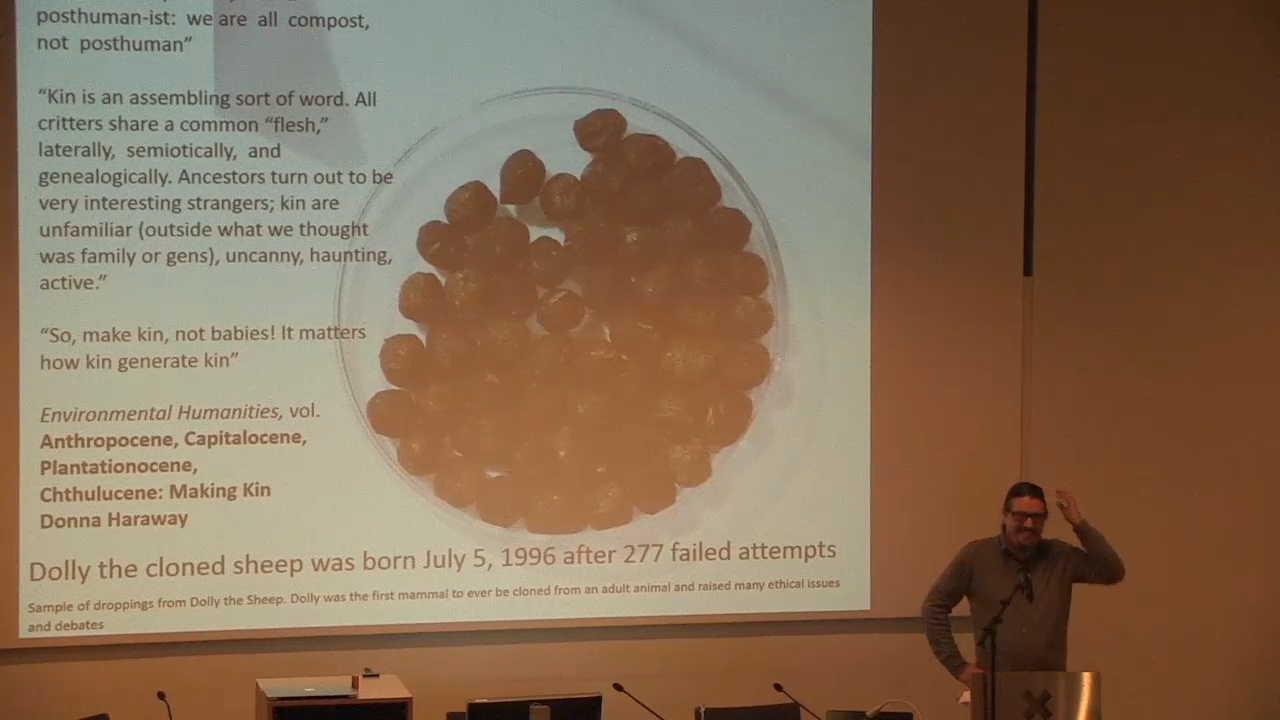 posthuman-ist: we are all compost,
not posthuman”
“Kin is an assembling sort of word. All
critters share a common “flesh,”
laterally, semiotically, and
genealogically. Ancestors turn out to be
very interesting strangers; kin are
unfamiliar (outside what we thought
was family or gens), uncanny, haunting,
active.”
“So, make kin, not babies! It matters
how kin generate kin”
Environmental Humanities, vol.
Anthropocene, Capitalocene,
Plantationocene,
Chthulucene: Making Kin
Donna Haraway
Dolly the cloned sheep was born July 5, 1996 after 277 failed attempts
Sample of droppings from Dolly the Sheep. Dolly was the first mammal to ever be cloned from an adult animal and raised many ethical issues
and debates